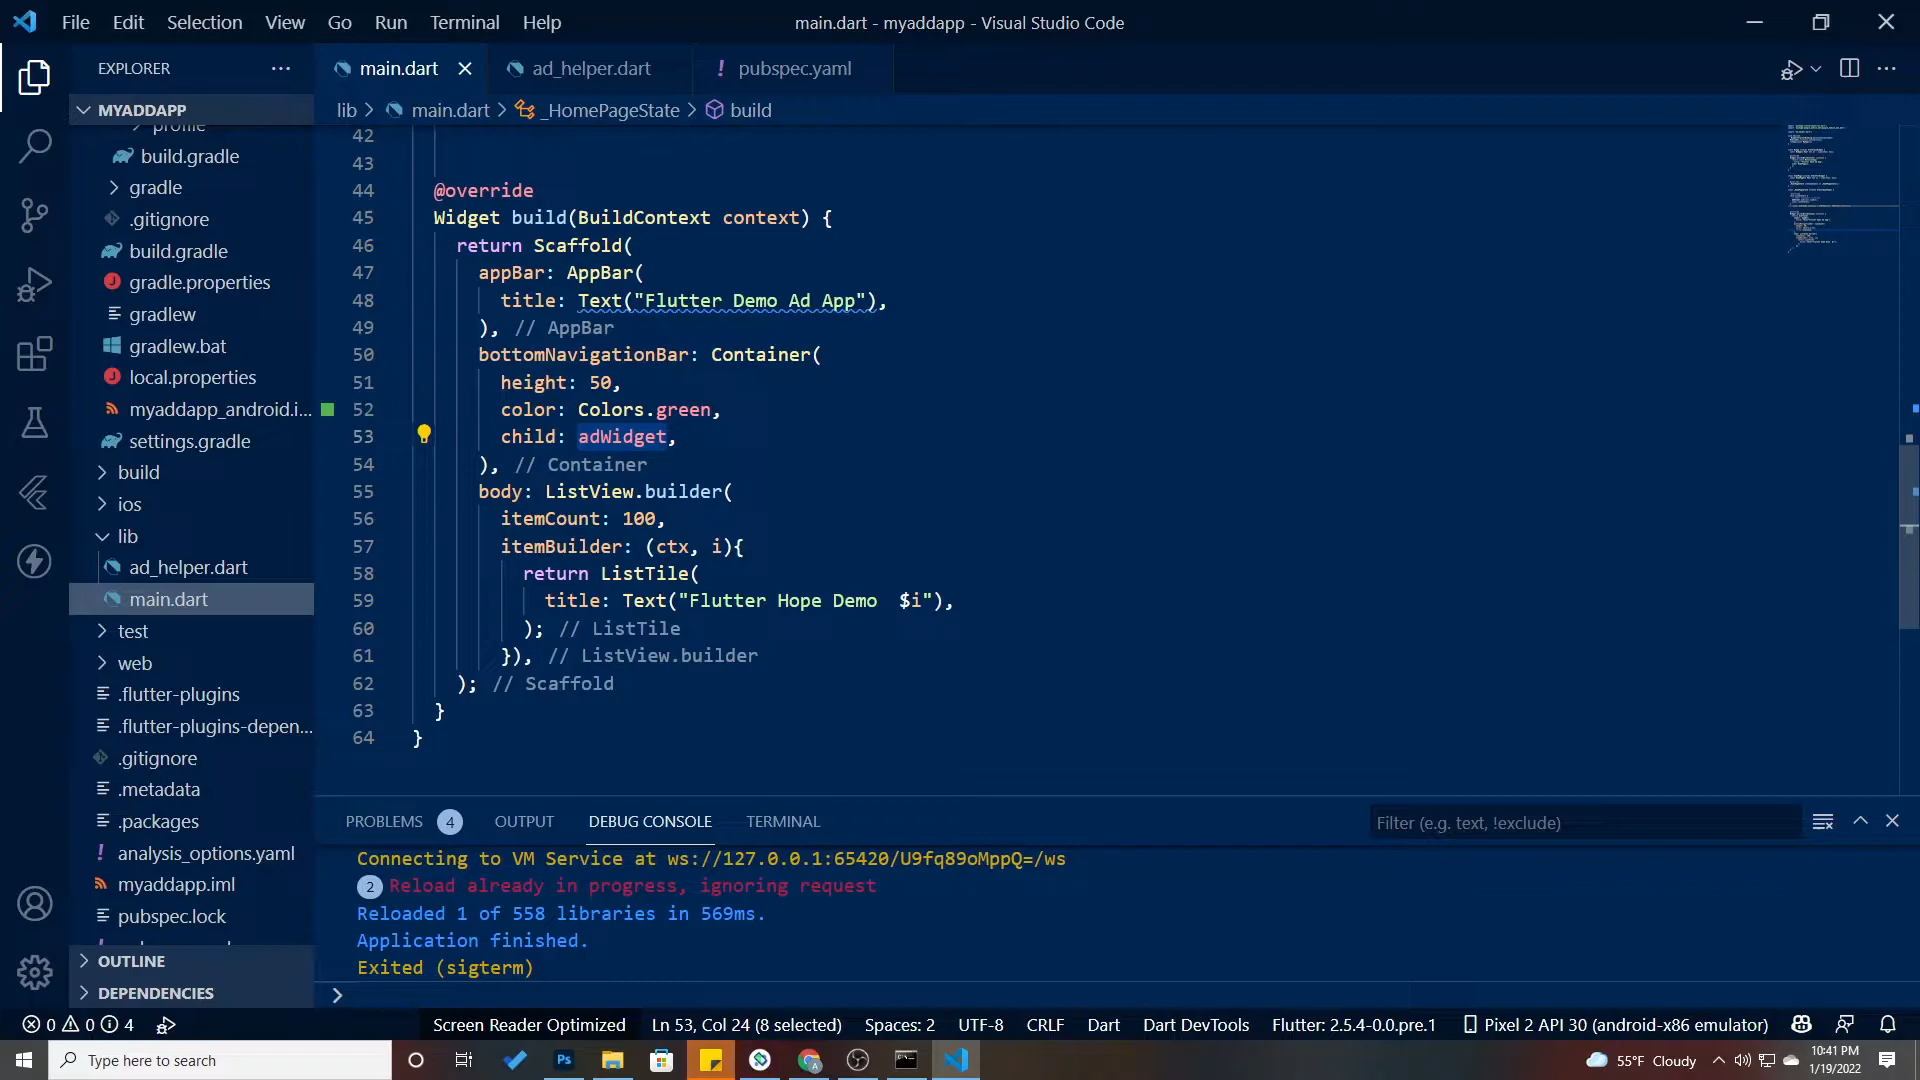 File Edit Selection View Go Run Terminal Help
main.dart - myaddapp - Visual Studio Code
EXPLORER
main.dart
ad_helper.dart
! pubspec.yaml
MYADDAPP
lib > main.dart > _HomePageState > build
profile
build.gradle
gradle
.gitignore
build.gradle
gradle.properties
gradlew
gradlew.bat
local.properties
myaddapp_android.i...
settings.gradle
build
ios
lib
ad_helper.dart
main.dart
test
web
.flutter-plugins
.flutter-plugins-depen...
.gitignore
.metadata
.packages
! analysis_options.yaml
myaddapp.iml
pubspec.lock
OUTLINE
DEPENDENCIES
42
43
44 @override
45 Widget build(BuildContext context) {
46 return Scaffold(
47 appBar: AppBar(
48 title: Text("Flutter Demo Ad App"),
49 ), // AppBar
50 bottomNavigationBar: Container(
51 height: 50,
52 color: Colors.green,
53 child: adWidget,
54 ), // Container
55 body: ListView.builder(
56 itemCount: 100,
57 itemBuilder: (ctx, i){
58 return ListTile(
59 title: Text("Flutter Hope Demo  $i"),
60 ); // ListTile
61 }), // ListView.builder
62 ); // Scaffold
63 }
64 }
PROBLEMS 4 OUTPUT DEBUG CONSOLE TERMINAL
Filter (e.g. text, !exclude)
Connecting to VM Service at ws://127.0.0.1:65420/U9fq89oMppQ=/ws
2 Reload already in progress, ignoring request
Reloaded 1 of 558 libraries in 569ms.
Application finished.
Exited (sigterm)
>
0 0 4
Screen Reader Optimized Ln 53, Col 24 (8 selected) Spaces: 2 UTF-8 CRLF Dart Dart DevTools Flutter: 2.5.4-0.0.pre.1 Pixel 2 API 30 (android-x86 emulator)
Type here to search
Ps
55°F Cloudy
10:41 PM
1/19/2022